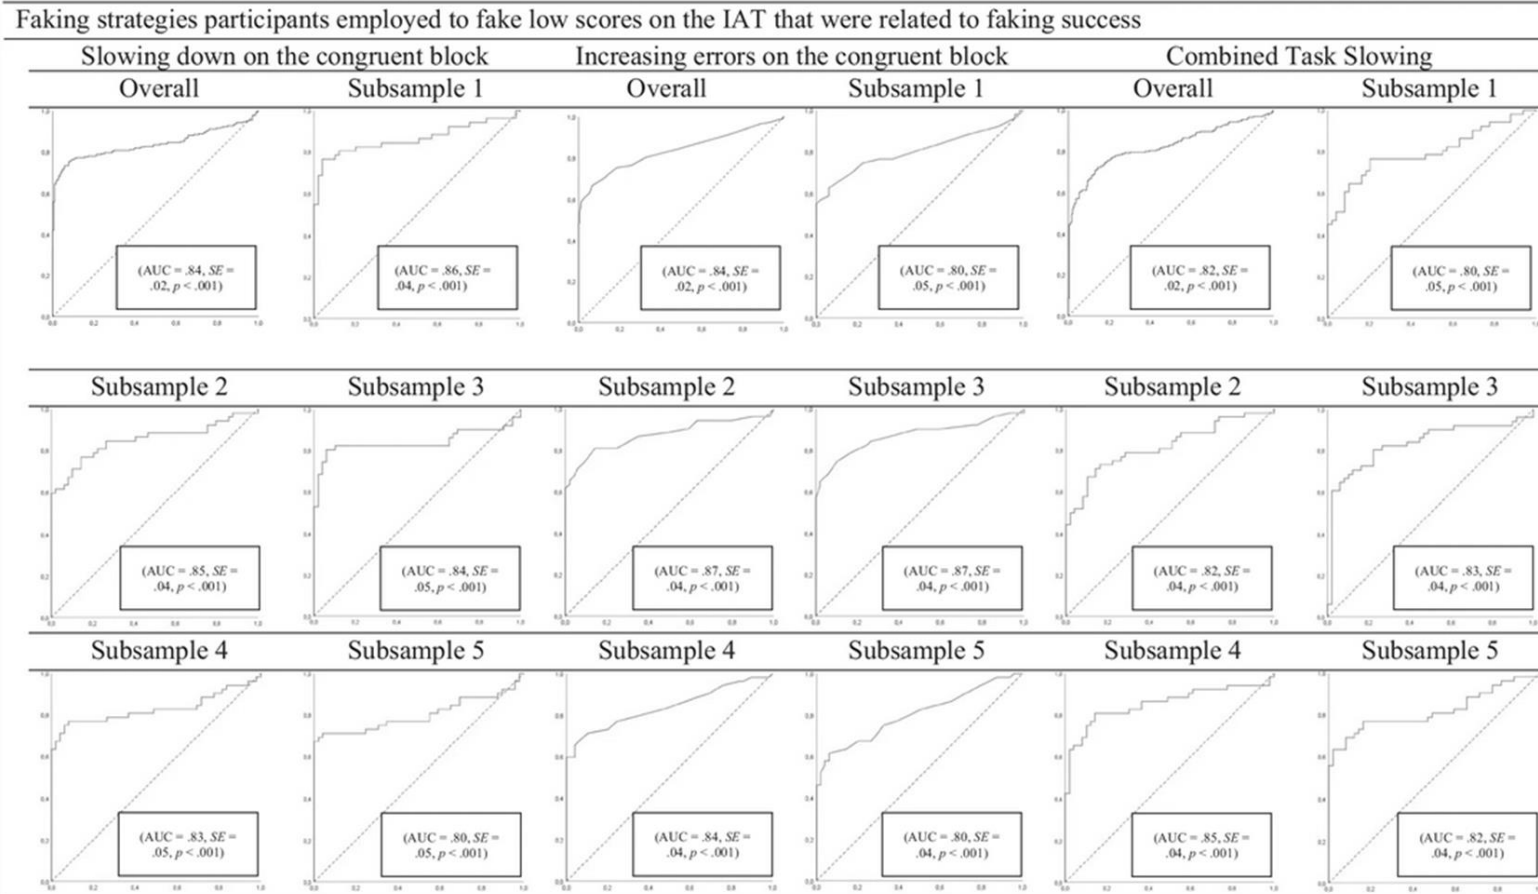 Faking strategies participants employed to fake low scores on the IAT that were related to faking success
Slowing down on the congruent block
Increasing errors on the congruent block
Combined Task Slowing
Overall
Subsample 1
Overall
Subsample 1
Overall
Subsample 1
(AUC = .84, SE =
.02, p < .001)
(AUC = .86, SE =
.04, p < .001)
(AUC = .84, SE =
.02, p < .001)
(AUC = .80, SE =
.05, p < .001)
(AUC = .82, SE =
.02, p < .001)
(AUC = .80, SE =
.05, p < .001)
Subsample 2
Subsample 3
Subsample 2
Subsample 3
Subsample 2
Subsample 3
(AUC = .85, SE =
.04, p < .001)
(AUC = .84, SE =
.05, p < .001)
(AUC = .87, SE =
.04, p < .001)
(AUC = .87, SE =
.04, p < .001)
(AUC = .82, SE =
.04, p < .001)
(AUC = .83, SE =
.04, p < .001)
Subsample 4
Subsample 5
Subsample 4
Subsample 5
Subsample 4
Subsample 5
(AUC = .83, SE =
.05, p < .001)
(AUC = .80, SE =
.05, p < .001)
(AUC = .84, SE =
.04, p < .001)
(AUC = .80, SE =
.04, p < .001)
(AUC = .85, SE =
.04, p < .001)
(AUC = .82, SE =
.04, p < .001)